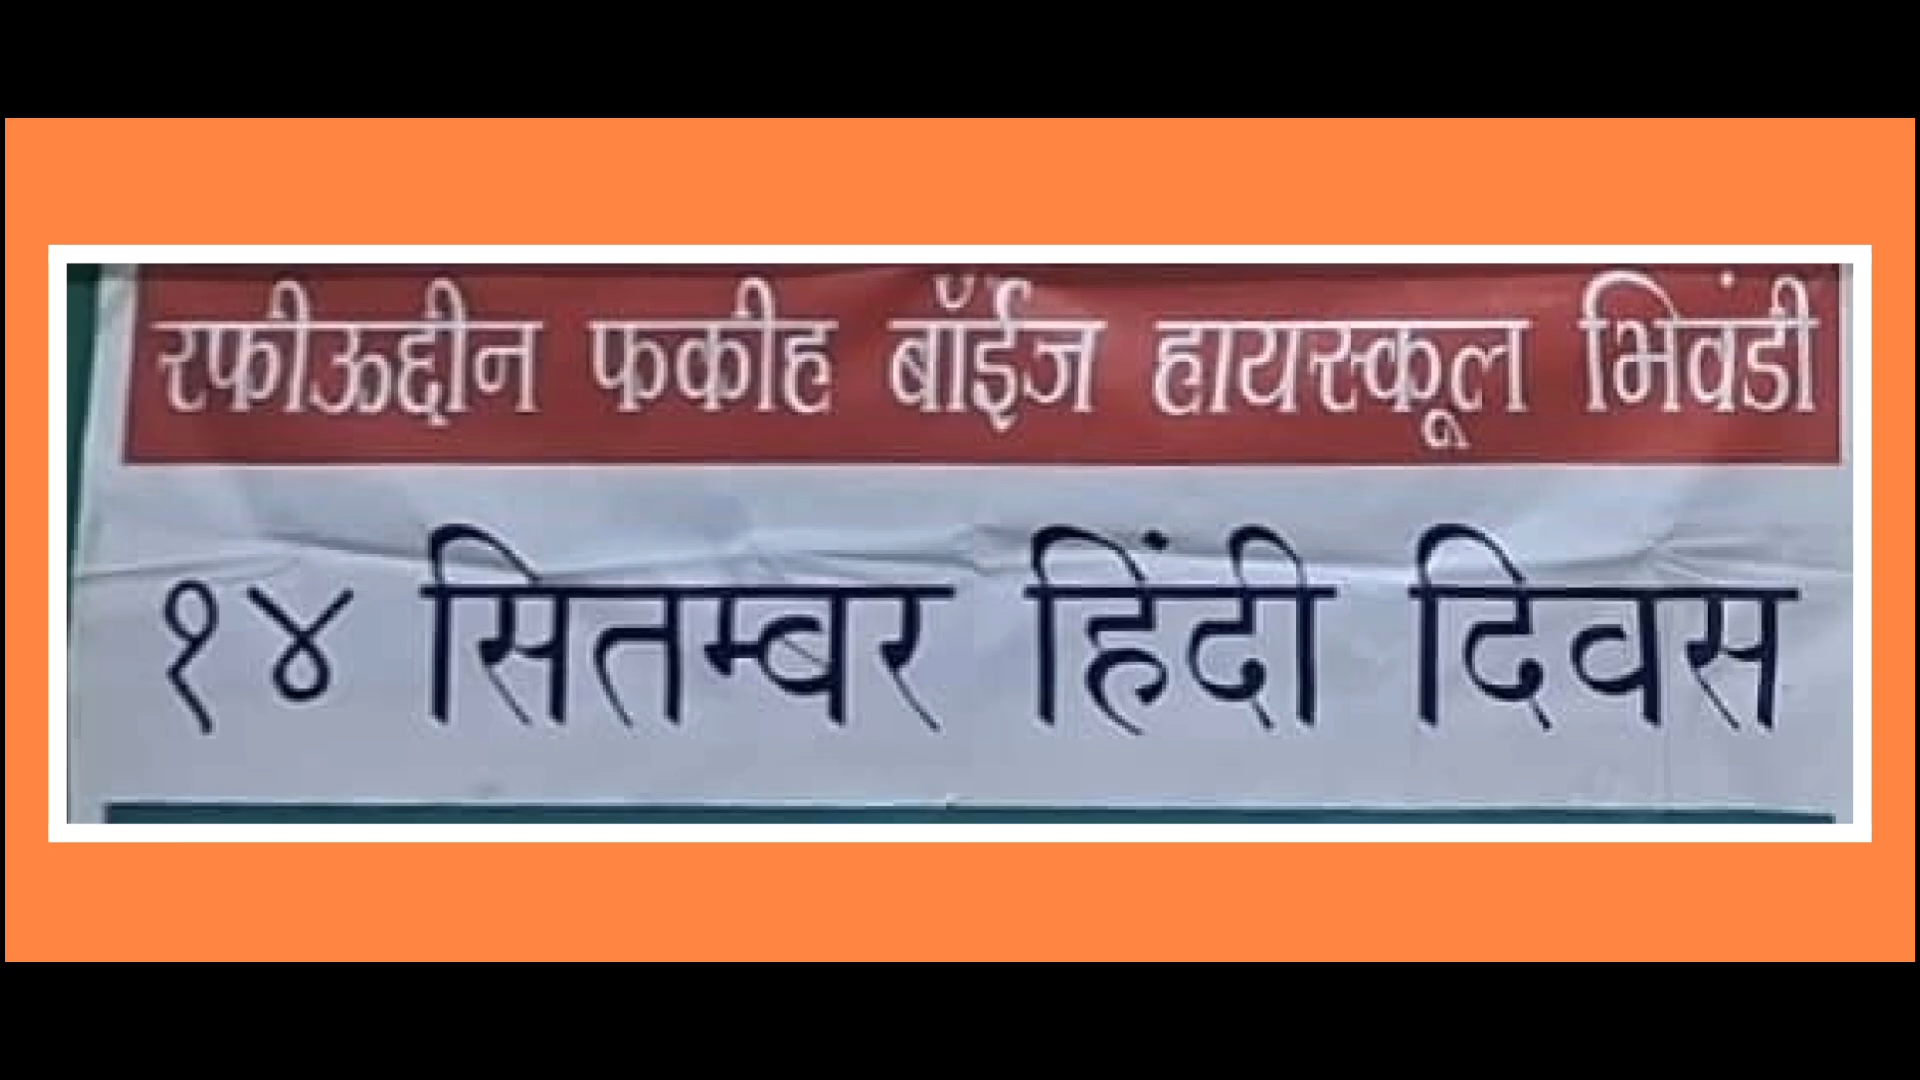 रफीऊद्दीन फकीह बॉईज हायस्कूल भिवंडी
१४ सितम्बर हिंदी दिवस